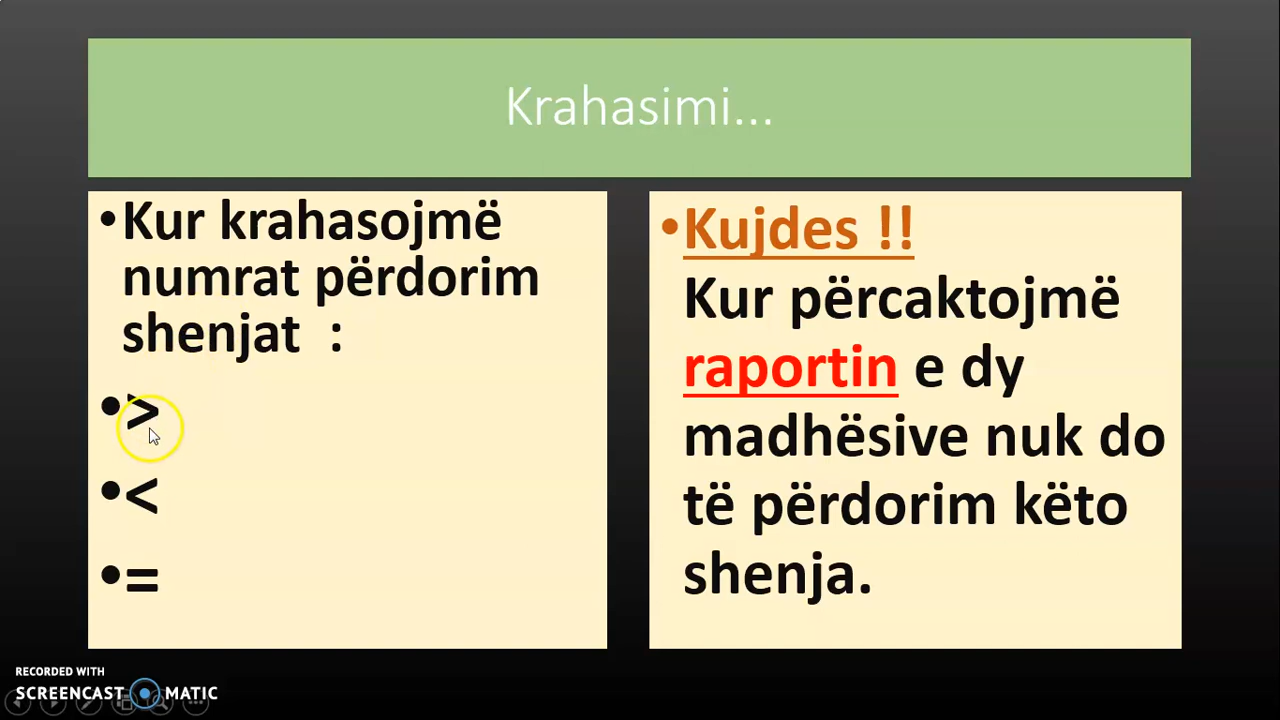 Krahasimi...
•Kur krahasojmë
numrat përdorim
shenjat :
•>
•<
•=
•Kujdes !!
Kur përcaktojmë
raportin e dy
madhësive nuk do
të përdorim këto
shenja.
RECORDED WITH
SCREENCAST MATIC